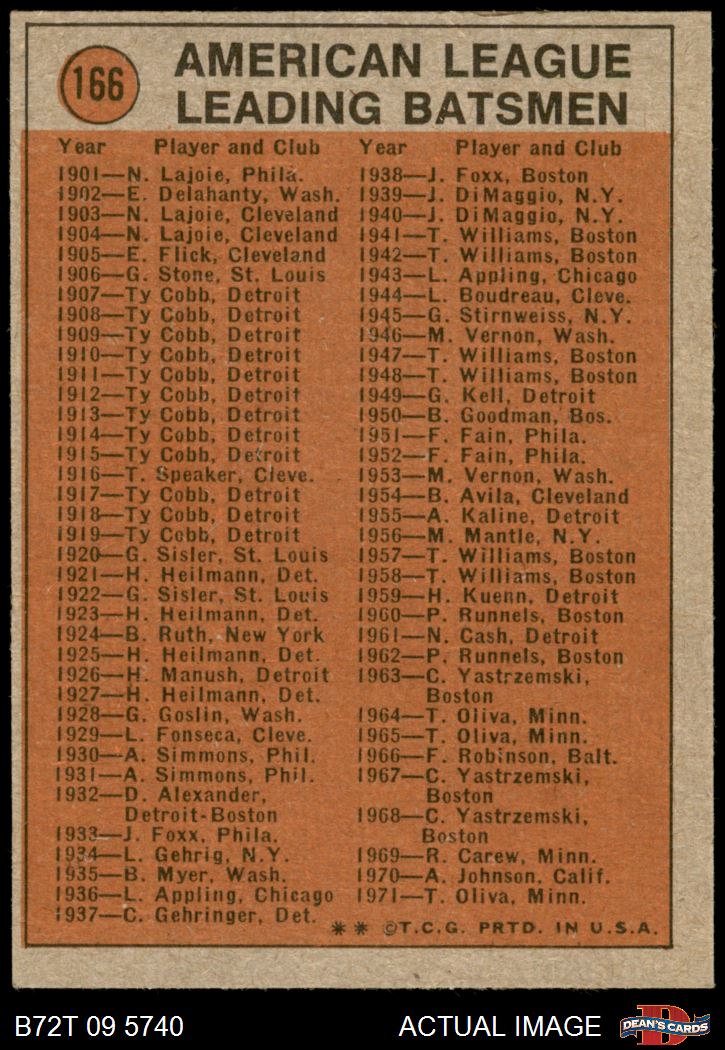 166
AMERICAN LEAGUE
LEADING BATSMEN
Year Player and Club
1901—N. Lajoie, Phila.
1902—E. Delahanty, Wash.
1903—N. Lajoie, Cleveland
1904—N. Lajoie, Cleveland
1905—E. Flick, Cleveland
1906—G. Stone, St. Louis
1907—Ty Cobb, Detroit
1908—Ty Cobb, Detroit
1909—Ty Cobb, Detroit
1910—Ty Cobb, Detroit
1911—Ty Cobb, Detroit
1912—Ty Cobb, Detroit
1913—Ty Cobb, Detroit
1914—Ty Cobb, Detroit
1915—Ty Cobb, Detroit
1916—T. Speaker, Cleve.
1917—Ty Cobb, Detroit
1918—Ty Cobb, Detroit
1919—Ty Cobb, Detroit
1920—G. Sisler, St. Louis
1921—H. Heilmann, Det.
1922—G. Sisler, St. Louis
1923—H. Heilmann, Det.
1924—B. Ruth, New York
1925—H. Heilmann, Det.
1926—H. Manush, Detroit
1927—H. Heilmann, Det.
1928—G. Goslin, Wash.
1929—L. Fonseca, Cleve.
1930—A. Simmons, Phil.
1931—A. Simmons, Phil.
1932—D. Alexander,
Detroit-Boston
1933—J. Foxx, Phila.
1934—L. Gehrig, N.Y.
1935—B. Myer, Wash.
1936—L. Appling, Chicago
1937—C. Gehringer, Det.
Year Player and Club
1938—J. Foxx, Boston
1939—J. DiMaggio, N.Y.
1940—J. DiMaggio, N.Y.
1941—T. Williams, Boston
1942—T. Williams, Boston
1943—L. Appling, Chicago
1944—L. Boudreau, Cleve.
1945—G. Stirnweiss, N.Y.
1946—M. Vernon, Wash.
1947—T. Williams, Boston
1948—T. Williams, Boston
1949—G. Kell, Detroit
1950—B. Goodman, Bos.
1951—F. Fain, Phila.
1952—F. Fain, Phila.
1953—M. Vernon, Wash.
1954—B. Avila, Cleveland
1955—A. Kaline, Detroit
1956—M. Mantle, N.Y.
1957—T. Williams, Boston
1958—T. Williams, Boston
1959—H. Kuenn, Detroit
1960—P. Runnels, Boston
1961—N. Cash, Detroit
1962—P. Runnels, Boston
1963—C. Yastrzemski,
Boston
1964—T. Oliva, Minn.
1965—T. Oliva, Minn.
1966—F. Robinson, Balt.
1967—C. Yastrzemski,
Boston
1968—C. Yastrzemski,
Boston
1969—R. Carew, Minn.
1970—A. Johnson, Calif.
1971—T. Oliva, Minn.
** ©T.C.G. PRTD. IN U.S.A.
B72T 09 5740 ACTUAL IMAGE
D
DEAN'S CARDS